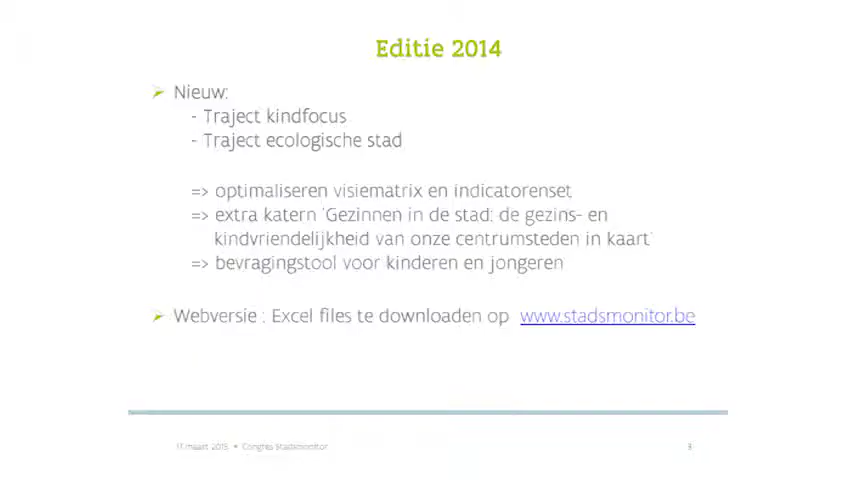 Editie 2014
Nieuw:
- Traject kindfocus
- Traject ecologische stad
=> optimaliseren visiematrix en indicatorenset
=> extra katern 'Gezinnen in de stad: de gezins- en
kindvriendelijkheid van onze centrumsteden in kaart'
=> bevragingstool voor kinderen en jongeren
Webversie : Excel files te downloaden op www.stadsmonitor.be
17 maart 2015 • Congres Stadsmonitor
3